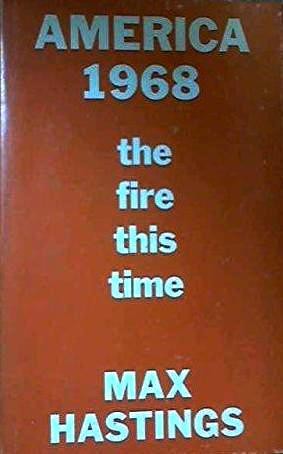 AMERICA
1968
the
fire
this
time
MAX
HASTINGS